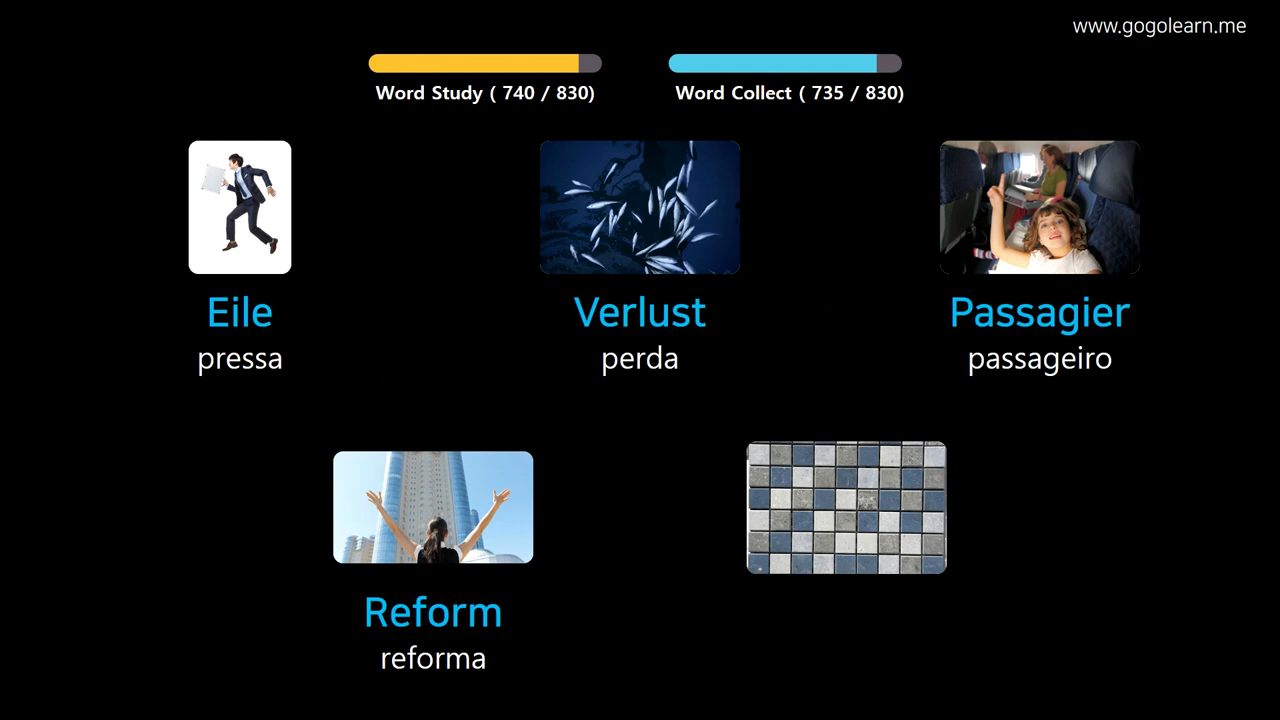 www.gogolearn.me
Word Study ( 740 / 830)
Word Collect ( 735 / 830)
Eile
pressa
Verlust
perda
Passagier
passageiro
Reform
reforma